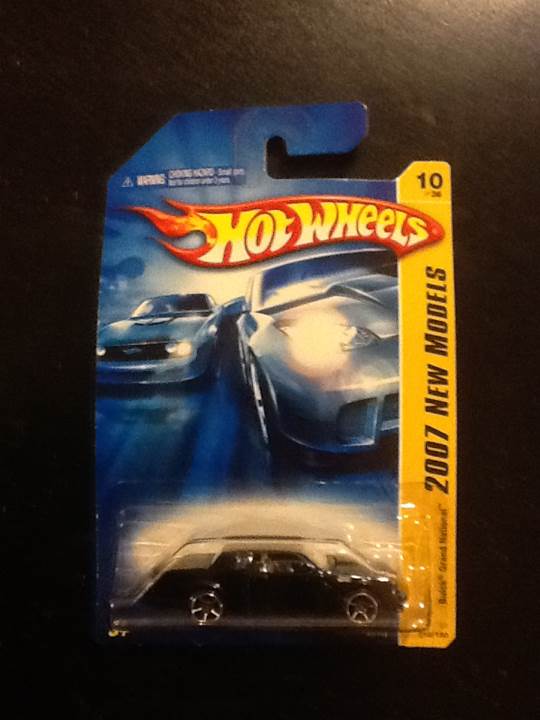 WARNING: CHOKING HAZARD - Small parts.
Not for children under 3 years.
HOT WHEELS
10
36
2007 NEW MODELS
Buick® Grand National™